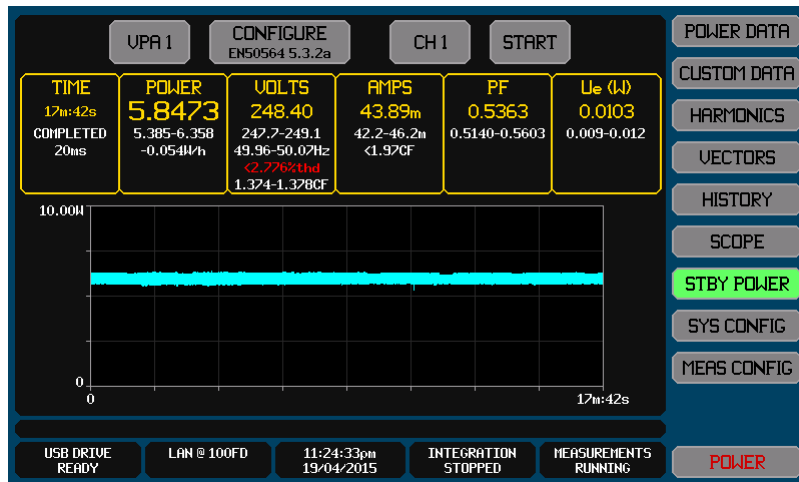 VPA 1
CONFIGURE
EN50564 5.3.2a
CH 1
START
TIME
17m:42s
COMPLETED
20ms
POWER
5.8473
5.385-6.358
-0.054W/h
VOLTS
248.40
247.7-249.1
49.96-50.07Hz
<2.776%thd
1.374-1.378CF
AMPS
43.89m
42.2-46.2m
<1.97CF
PF
0.5363
0.5140-0.5603
Ue (W)
0.0103
0.009-0.012
10.00W
0
0
17m:42s
USB DRIVE
READY
LAN @ 100FD
11:24:33pm
19/04/2015
INTEGRATION
STOPPED
MEASUREMENTS
RUNNING
POWER DATA
CUSTOM DATA
HARMONICS
VECTORS
HISTORY
SCOPE
STBY POWER
SYS CONFIG
MEAS CONFIG
POWER